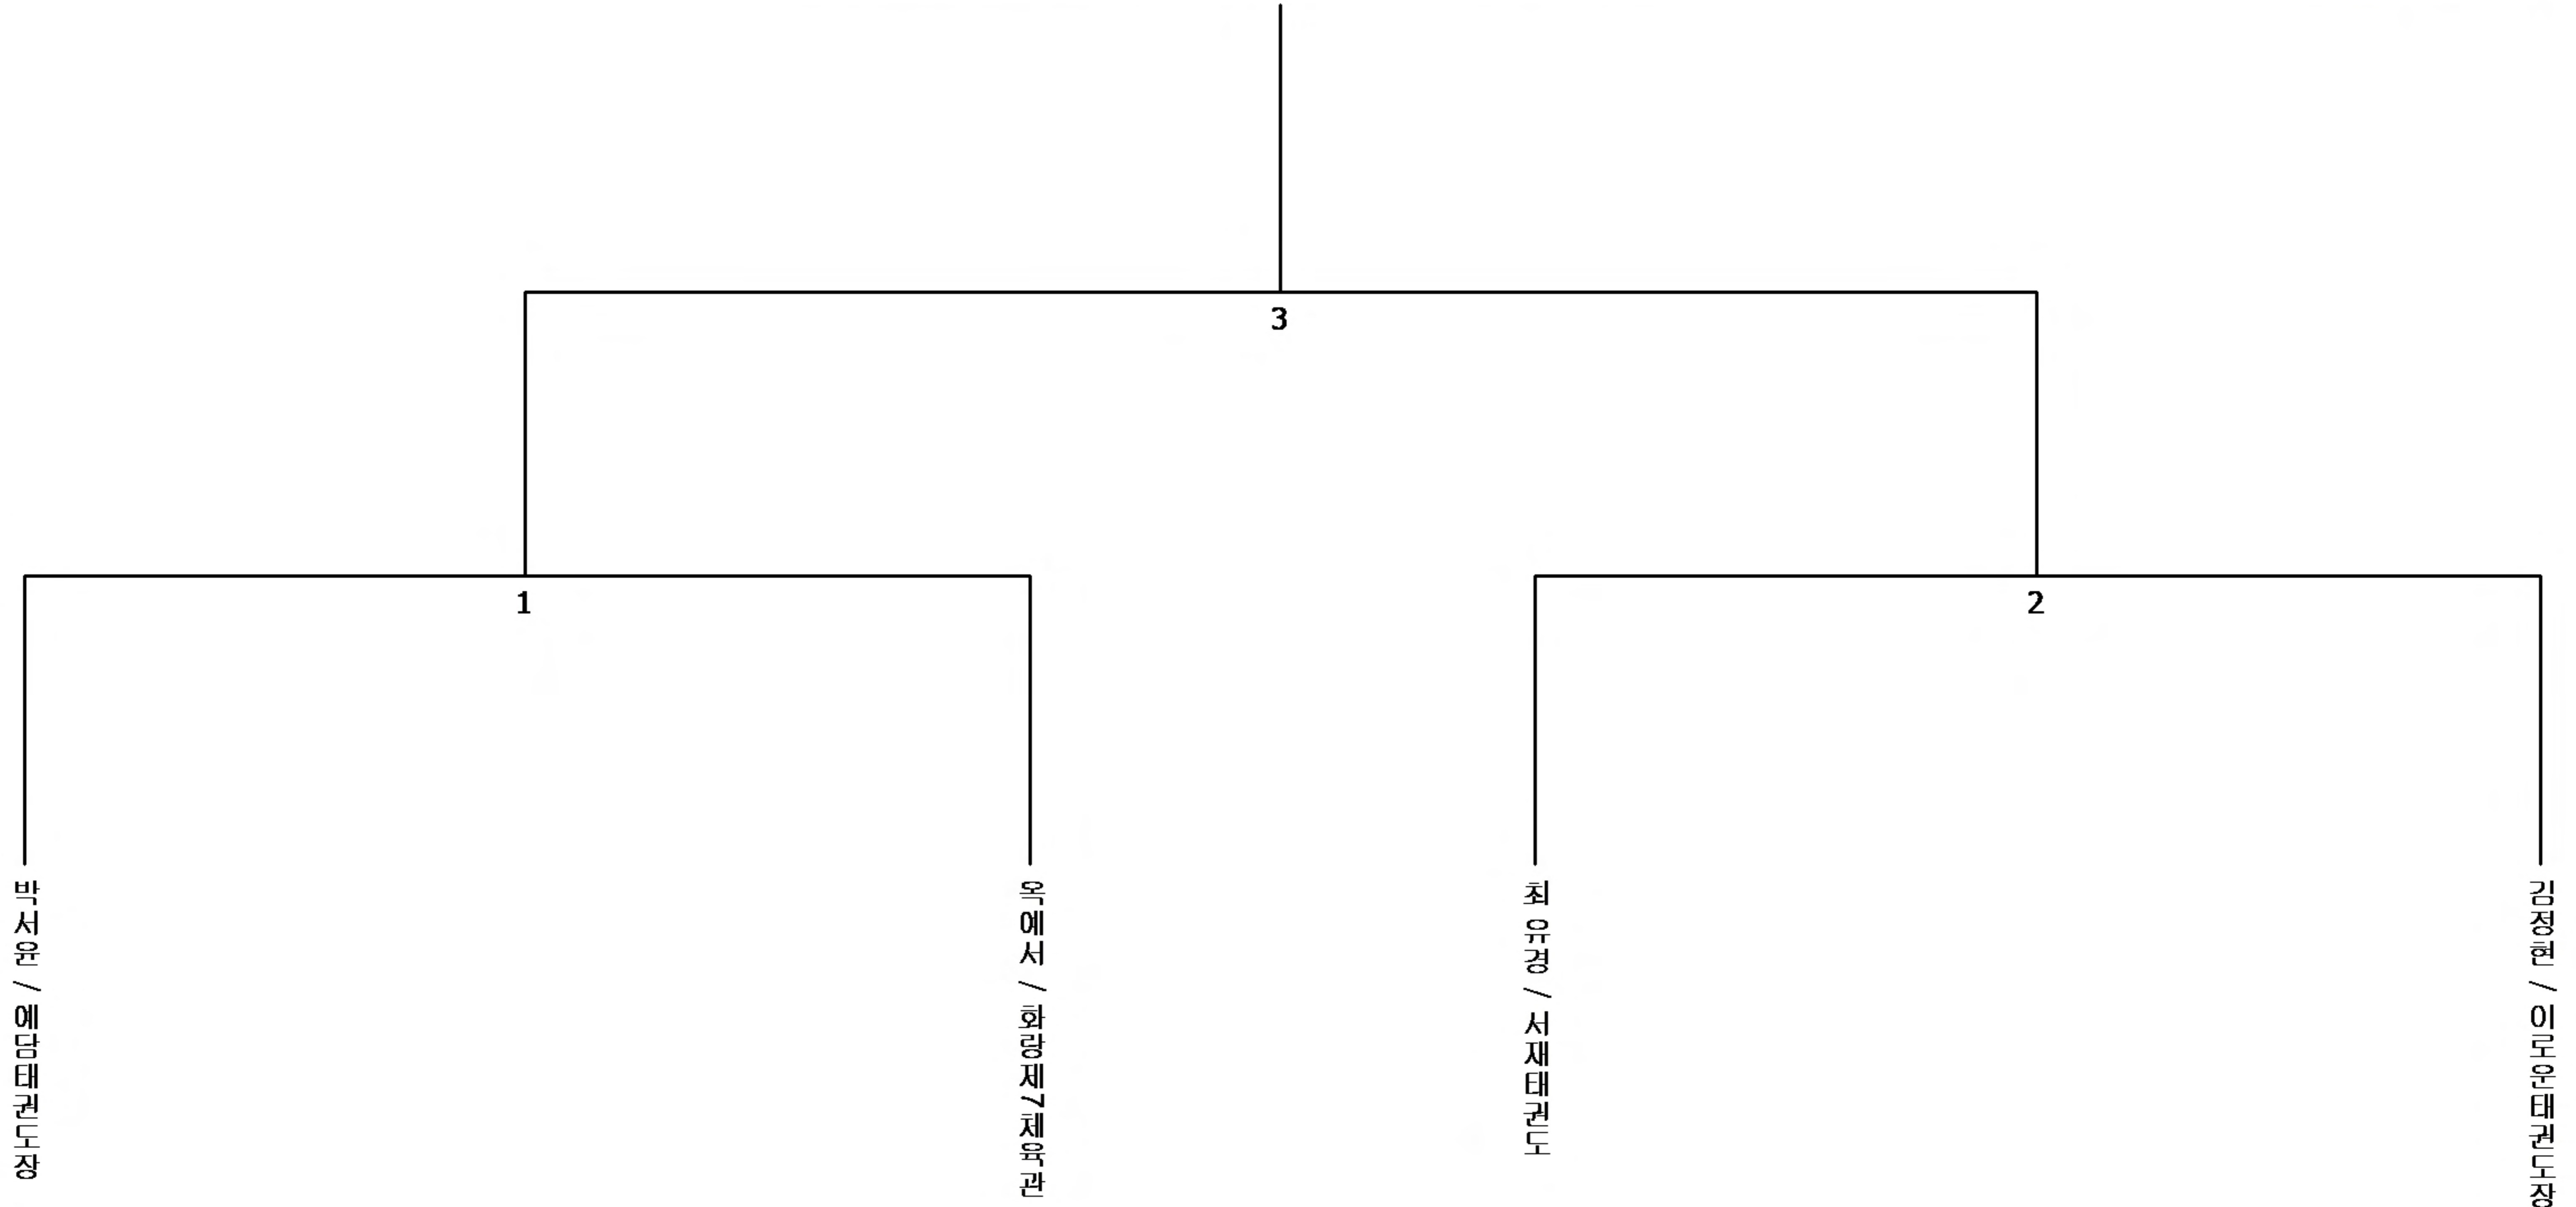 3
1
2
박서윤 / 예담태권도장
옥예서 / 화랑제7체육관
최 유경 / 서재태권도
김정현 / 이로운태권도장